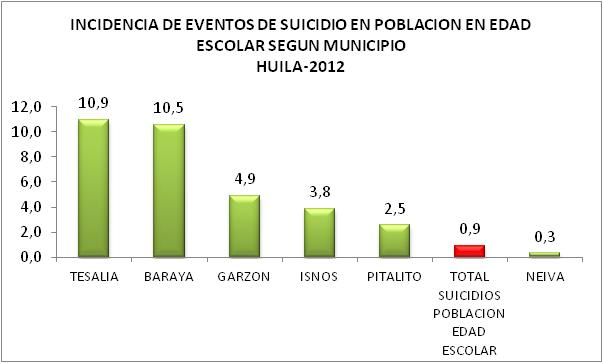 INCIDENCIA DE EVENTOS DE SUICIDIO EN POBLACION EN EDAD
ESCOLAR SEGUN MUNICIPIO
HUILA-2012
12,0
10,0
8,0
6,0
4,0
2,0
0,0
10,9
10,5
4,9
3,8
2,5
0,9
0,3
TESALIA
BARAYA
GARZON
ISNOS
PITALITO
TOTAL
SUICIDIOS
POBLACION
EDAD
ESCOLAR
NEIVA